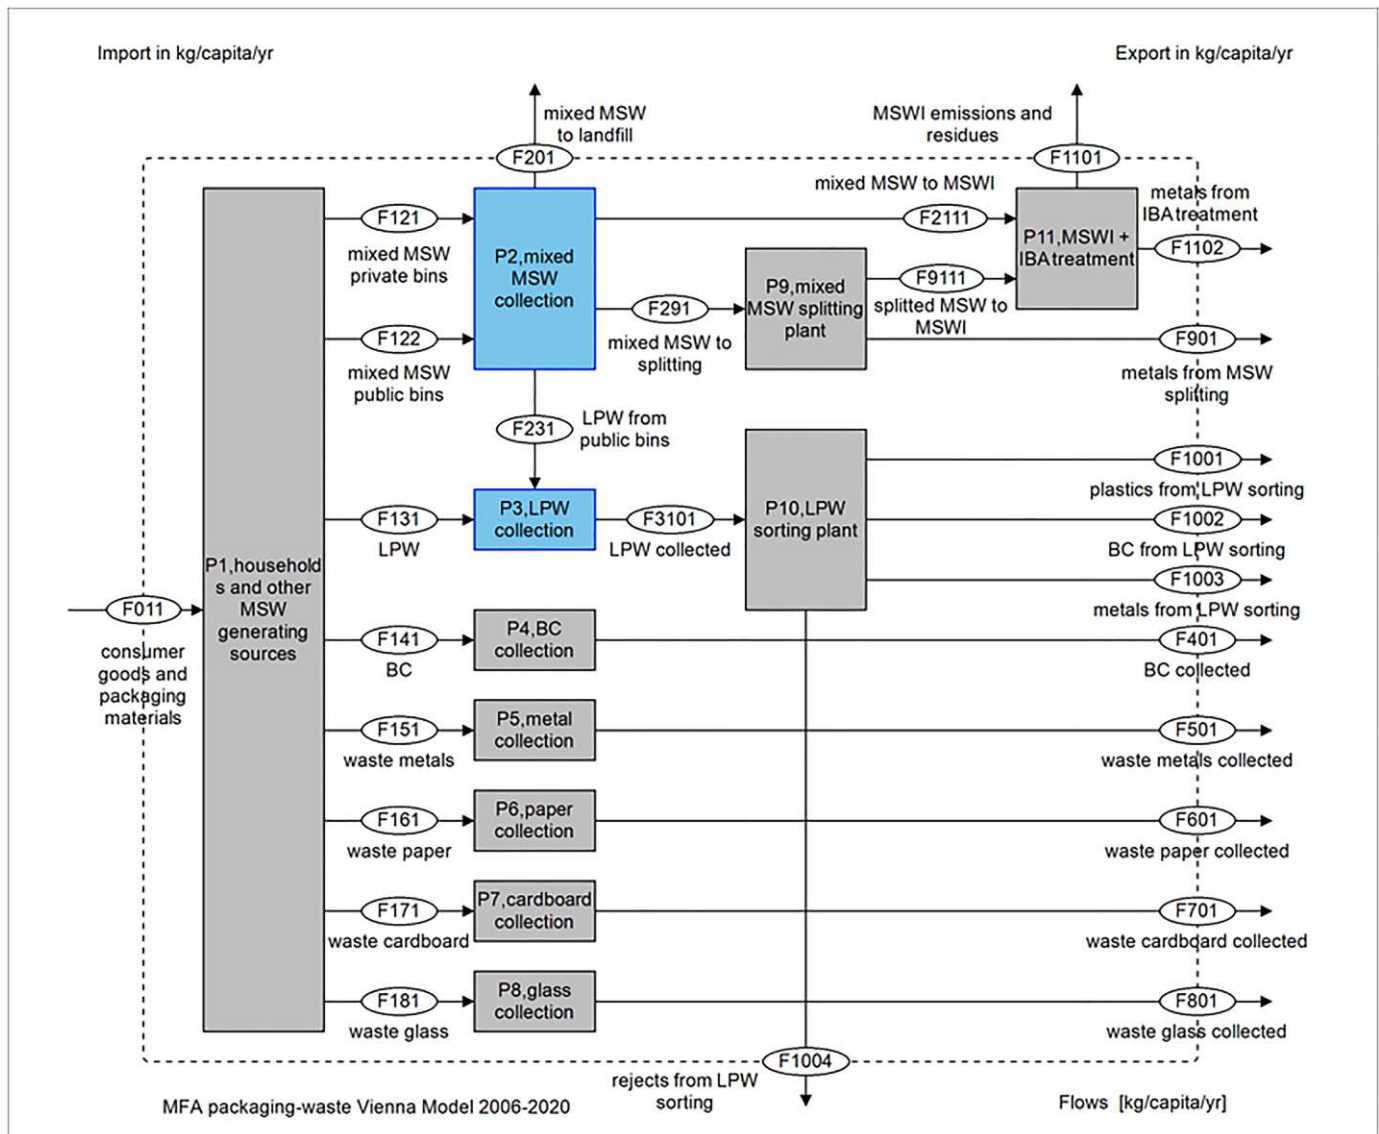 Import in kg/capita/yr
Export in kg/capita/yr
mixed MSW
to landfill
MSWI emissions and
residues
F201
F1101
mixed MSW to MSWI
metals from
IBA treatment
F121
F2111
mixed MSW
private bins
P2,mixed
MSW
collection
P11,MSWI +
IBA treatment
F1102
P9,mixed
MSW splitting
plant
F9111
splitted MSW to
MSWI
F291
mixed MSW to
splitting
F122
mixed MSW
public bins
F901
metals from MSW
splitting
F231
LPW from
public bins
F1001
plastics from LPW sorting
P3,LPW
collection
P10,LPW
sorting plant
F131
LPW
F3101
LPW collected
F1002
BC from LPW sorting
F1003
metals from LPW sorting
P1,household
s and other
MSW
generating
sources
F011
consumer
goods and
packaging
materials
F141
BC
P4,BC
collection
F401
BC collected
F151
waste metals
P5,metal
collection
F501
waste metals collected
F161
waste paper
P6,paper
collection
F601
waste paper collected
F171
waste cardboard
P7,cardboard
collection
F701
waste cardboard collected
F181
waste glass
P8,glass
collection
F801
waste glass collected
F1004
rejects from LPW
sorting
MFA packaging-waste Vienna Model 2006-2020
Flows [kg/capita/yr]